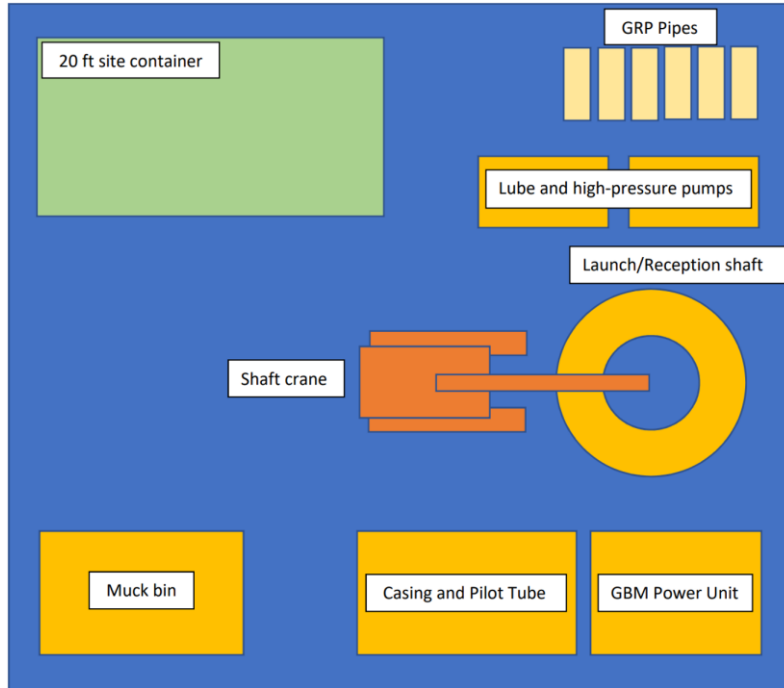 GRP Pipes
20 ft site container
Lube and high-pressure pumps
Launch/Reception shaft
Shaft crane
Muck bin
Casing and Pilot Tube
GBM Power Unit